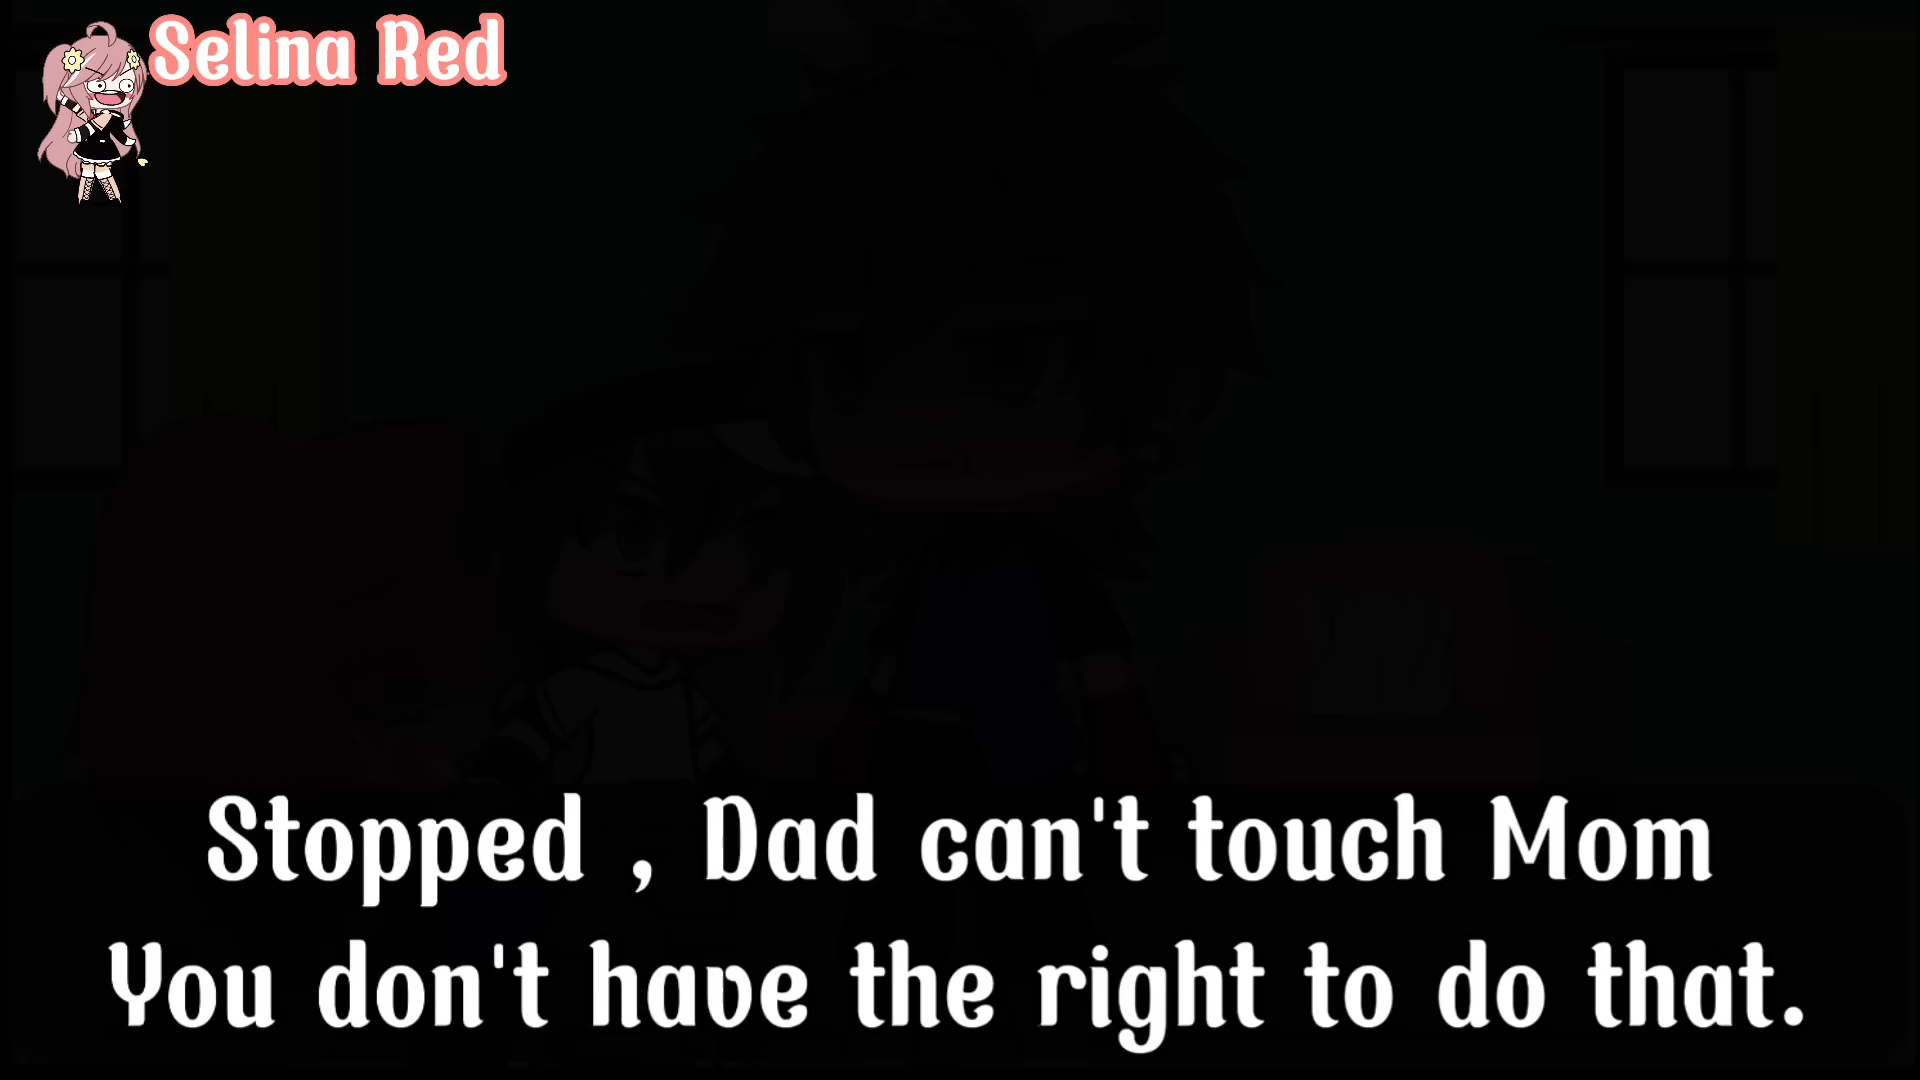 Selina Red
Stopped , Dad can't touch Mom
You don't have the right to do that.